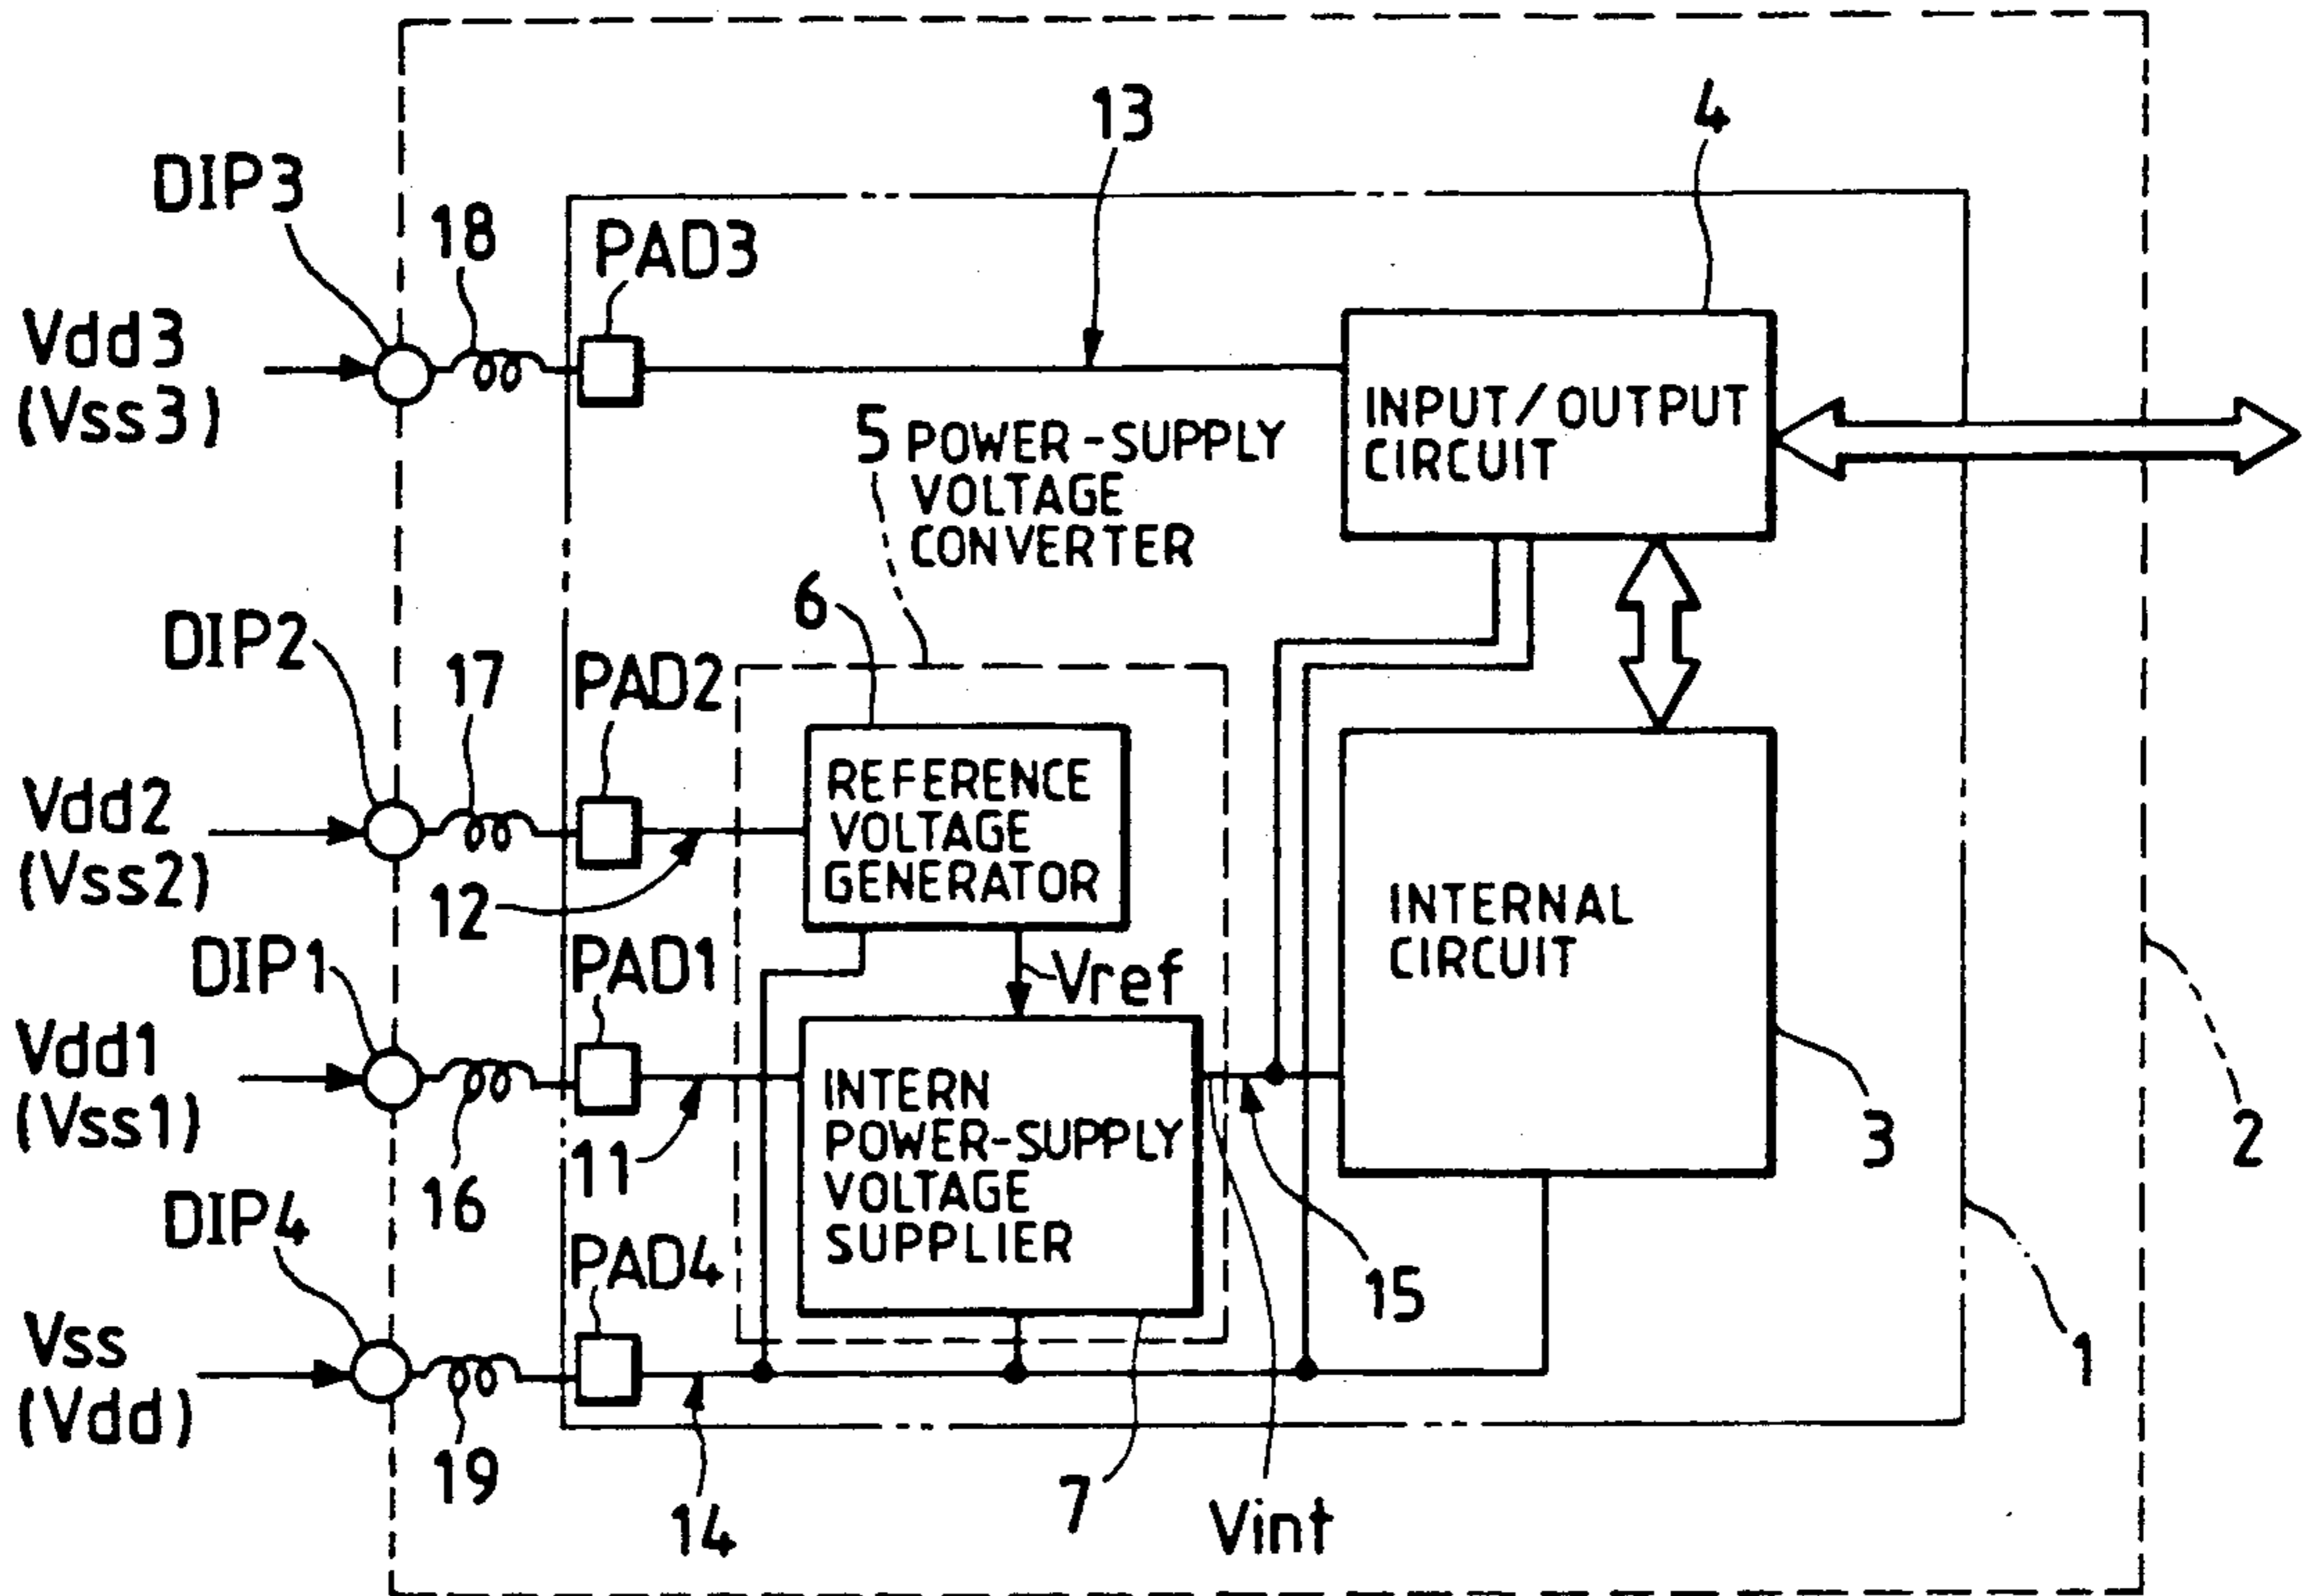 13
4
DIP3
18
PAD3
Vdd3
(Vss3)
INPUT/OUTPUT
CIRCUIT
5 POWER-SUPPLY
VOLTAGE
CONVERTER
6
DIP2
17
PAD2
Vdd2
(Vss2)
12
REFERENCE
VOLTAGE
GENERATOR
INTERNAL
CIRCUIT
DIP1
PAD1
Vref
Vdd1
(Vss1)
16
11
INTERN
POWER-SUPPLY
VOLTAGE
SUPPLIER
3
2
DIP4
PAD4
15
1
Vss
(Vdd)
19
14
7
Vint